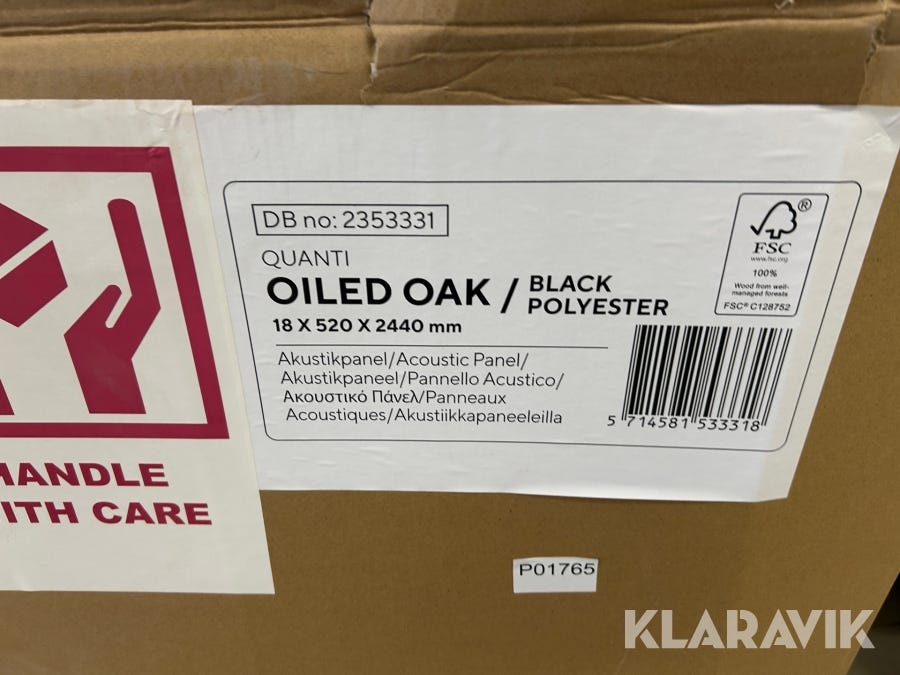 DB no: 2353331
QUANTI
OILED OAK / BLACK POLYESTER
18 X 520 X 2440 mm
Akustikpanel/Acoustic Panel/
Akustikpaneel/Pannello Acustico/
Ακουστικό Πάνελ/Panneaux
Acoustiques/Akustiikkapaneeleilla
FSC
www.fsc.org
100%
Wood from well-
managed forests
FSC® C128752
5 714581 533318
HANDLE
WITH CARE
P01765
KLARAVIK